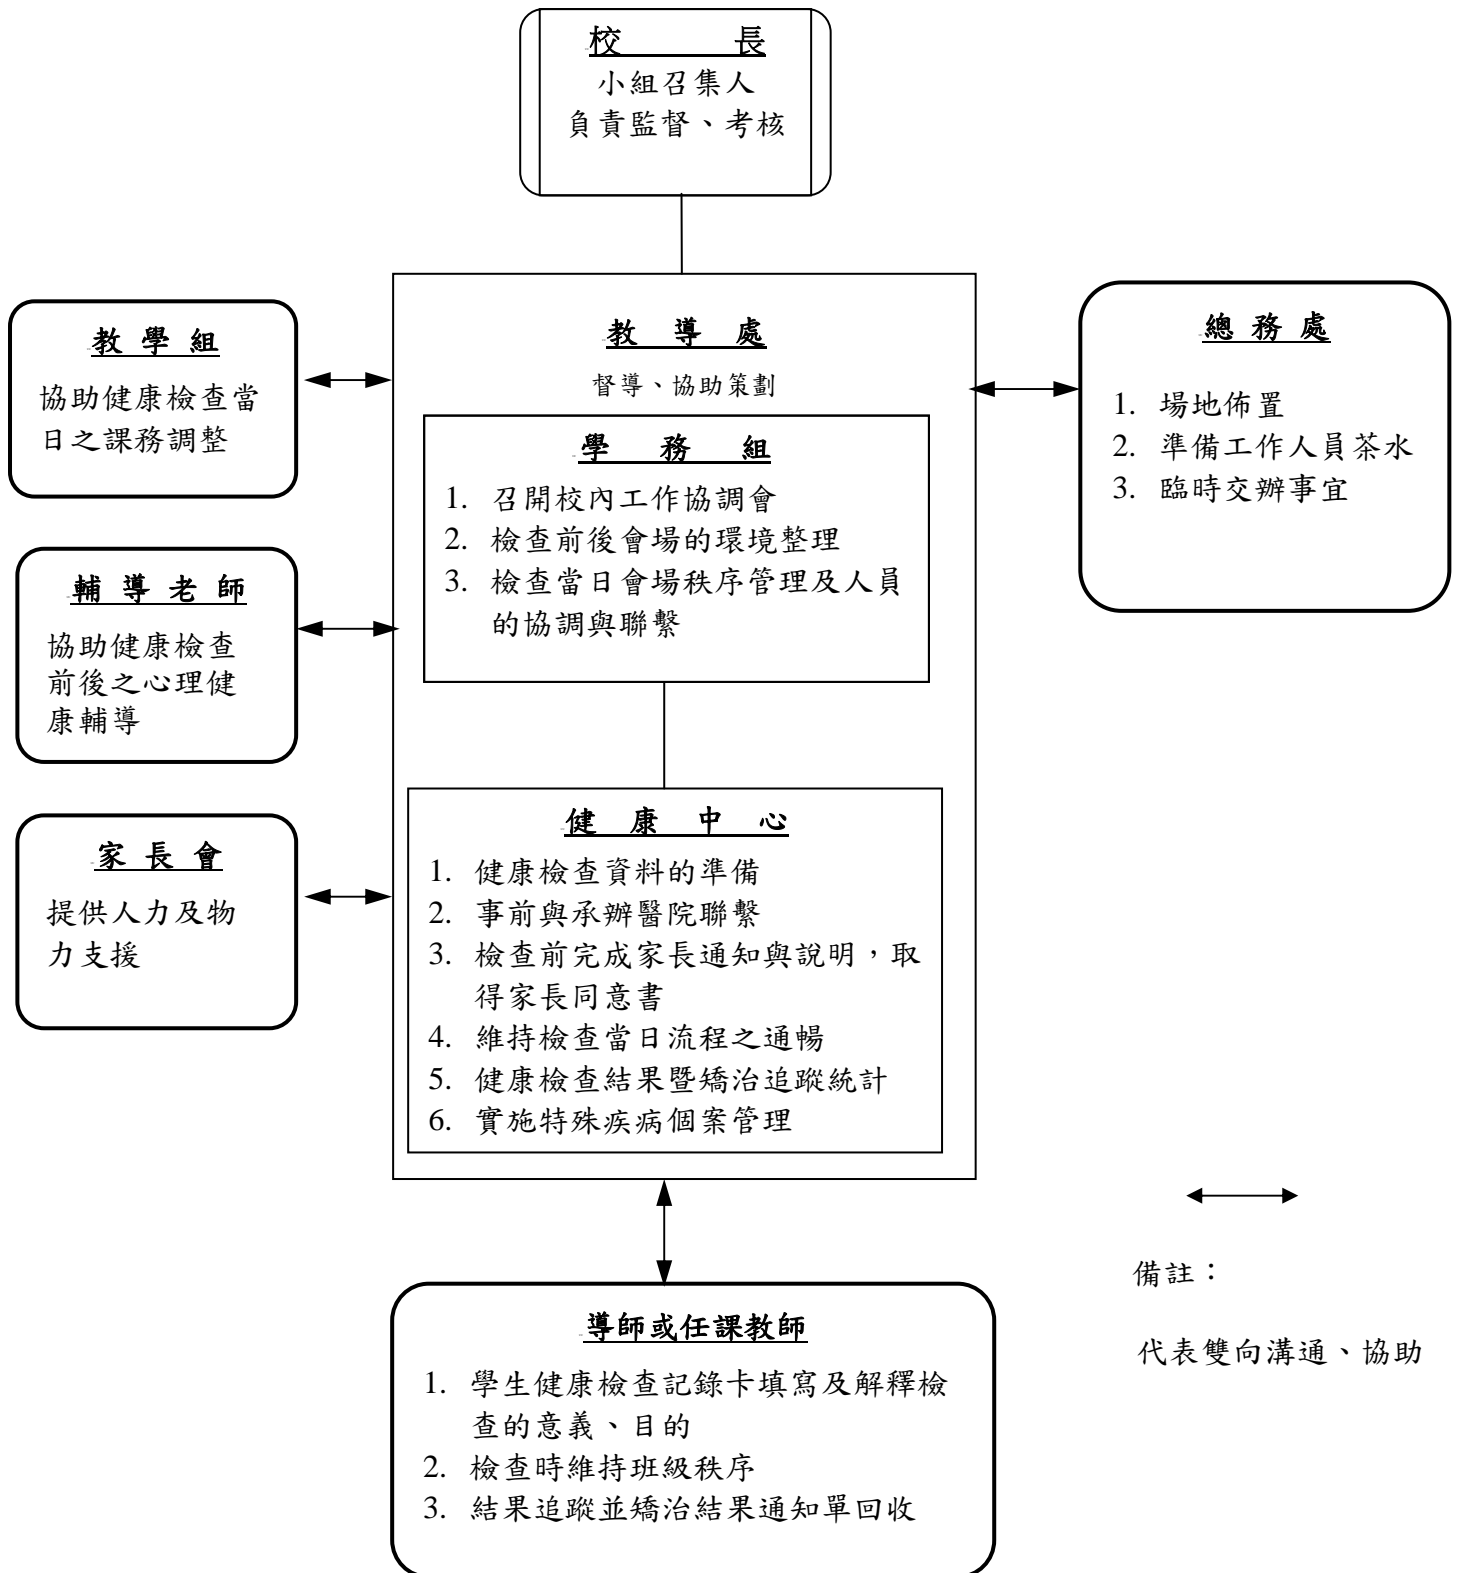 校長
小組召集人
負責監督、考核
教學組
協助健康檢查當
日之課務調整
輔導老師
協助健康檢查
前後之心理健
康輔導
家長會
提供人力及物
力支援
教導處
督導、協助策劃
學務組
1. 召開校內工作協調會
2. 檢查前後會場的環境整理
3. 檢查當日會場秩序管理及人員
的協調與聯繫
健康中心
1. 健康檢查資料的準備
2. 事前與承辦醫院聯繫
3. 檢查前完成家長通知與說明，取
得家長同意書
4. 維持檢查當日流程之通暢
5. 健康檢查結果暨矯治追蹤統計
6. 實施特殊疾病個案管理
總務處
1. 場地佈置
2. 準備工作人員茶水
3. 臨時交辦事宜
導師或任課教師
1. 學生健康檢查記錄卡填寫及解釋檢
查的意義、目的
2. 檢查時維持班級秩序
3. 結果追蹤並矯治結果通知單回收
備註：
代表雙向溝通、協助